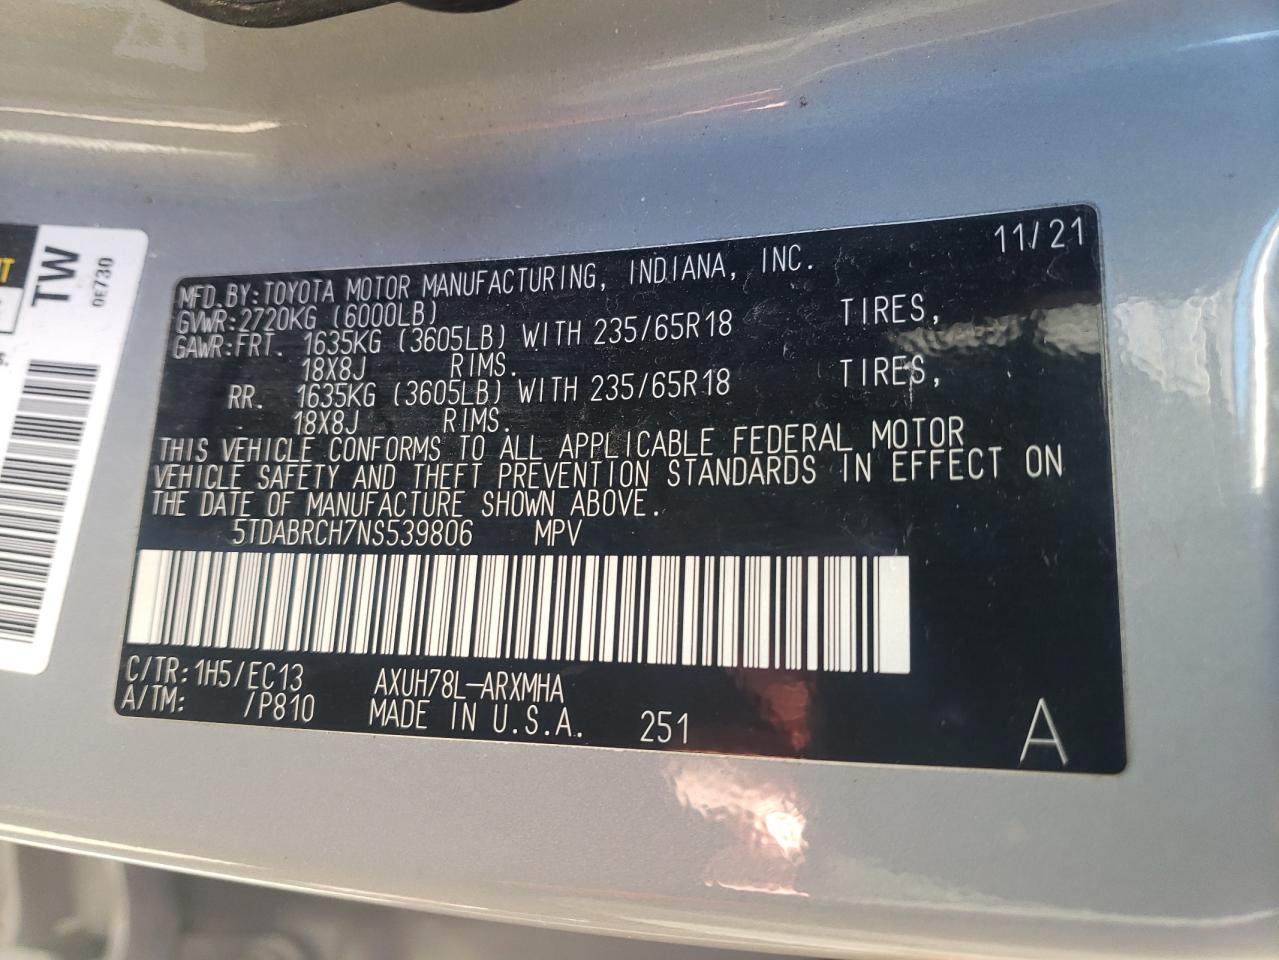 11/21
MFD.BY:TOYOTA MOTOR MANUFACTURING, INDIANA, INC.
GVWR:2720KG (6000LB)
GAWR:FRT. 1635KG (3605LB) WITH 235/65R18 TIRES,
18X8J RIMS.
RR. 1635KG (3605LB) WITH 235/65R18 TIRES,
18X8J RIMS.
THIS VEHICLE CONFORMS TO ALL APPLICABLE FEDERAL MOTOR
VEHICLE SAFETY AND THEFT PREVENTION STANDARDS IN EFFECT ON
THE DATE OF MANUFACTURE SHOWN ABOVE.
5TDABRCH7NS539806 MPV
C/TR:1H5/EC13 AXUH78L-ARXMHA
A/TM: /P810 MADE IN U.S.A. 251 A
TW
0E730